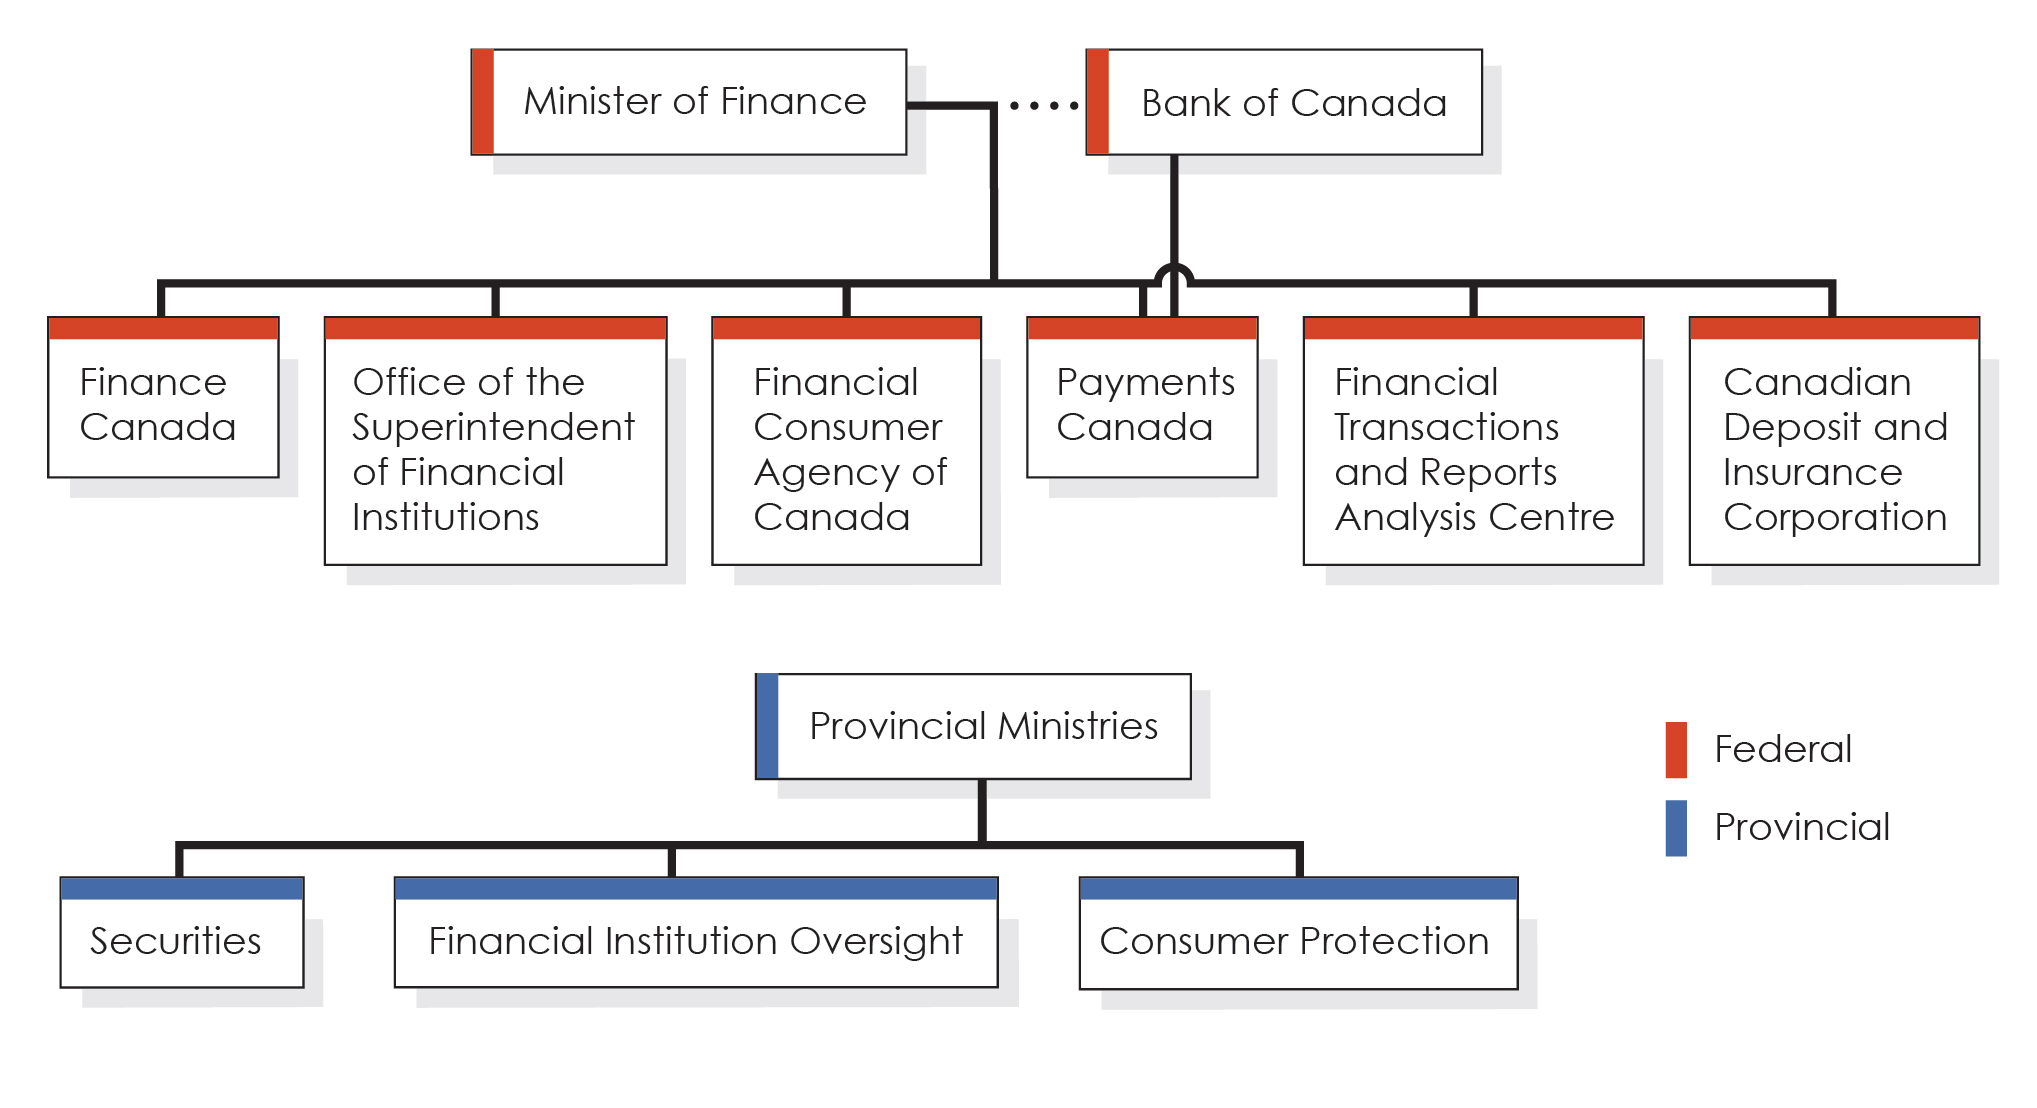 Minister of Finance
Bank of Canada
Finance
Canada
Office of the
Superintendent
of Financial
Institutions
Financial
Consumer
Agency of
Canada
Payments
Canada
Financial
Transactions
and Reports
Analysis Centre
Canadian
Deposit and
Insurance
Corporation
Provincial Ministries
Federal
Provincial
Securities
Financial Institution Oversight
Consumer Protection